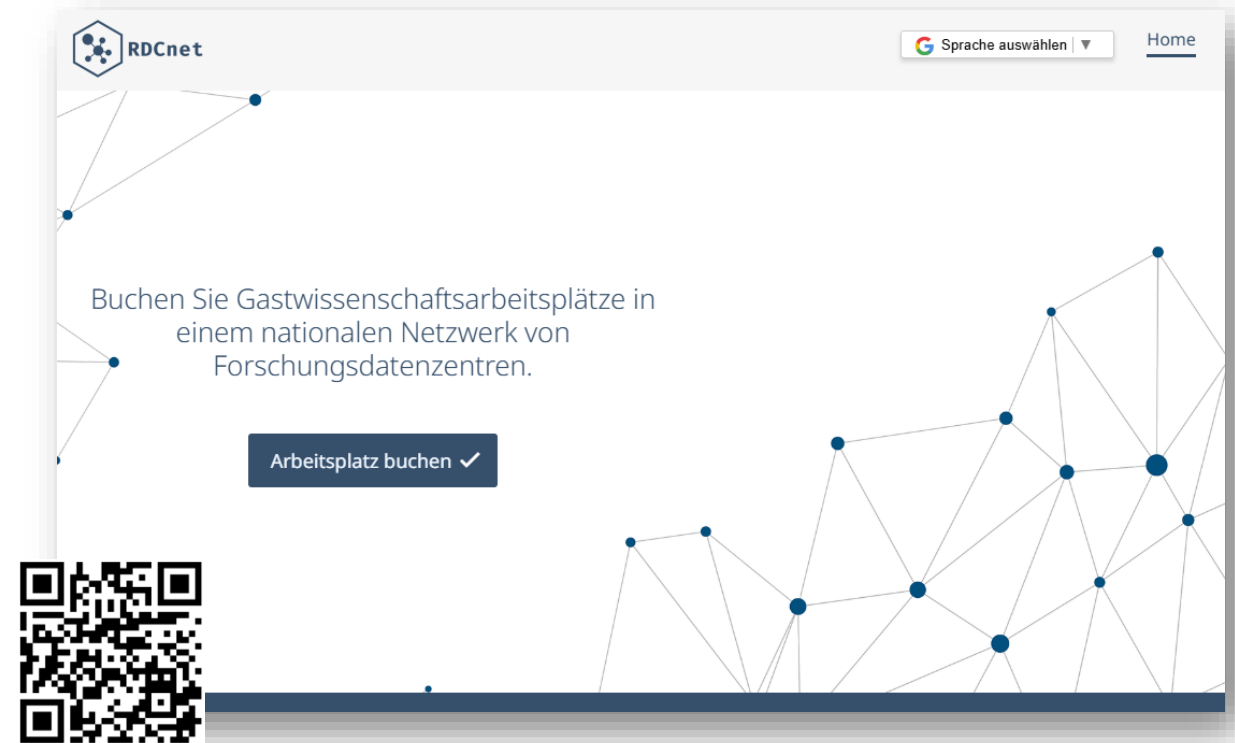 RDCnet
Sprache auswählen
Home
Buchen Sie Gastwissenschaftsarbeitsplätze in
einem nationalen Netzwerk von
Forschungsdatenzentren.
Arbeitsplatz buchen